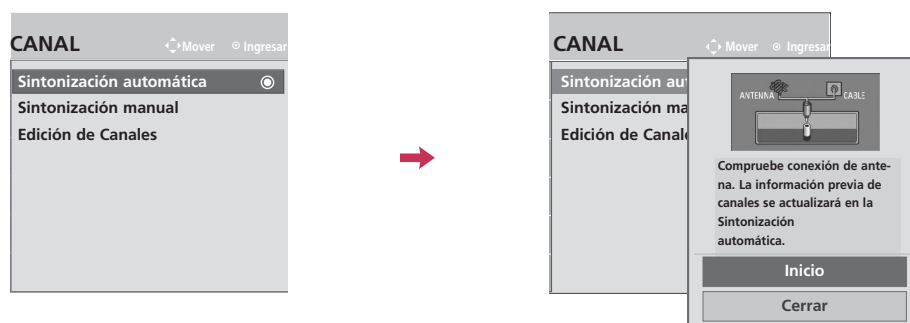 CANAL Mover Ingresar
Sintonización automática
Sintonización manual
Edición de Canales
CANAL Mover Ingresar
Sintonización au
Sintonización ma
Edición de Canal
ANTENNA CABLE
Compruebe conexión de ante-
na. La información previa de
canales se actualizará en la
Sintonización
automática.
Inicio
Cerrar